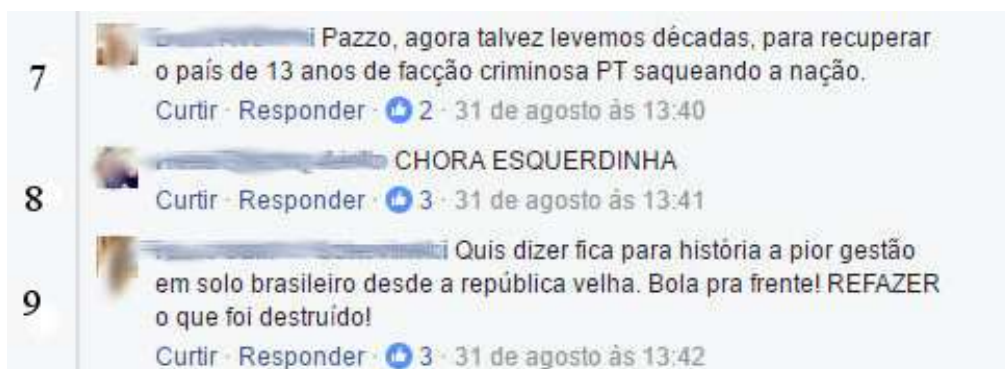 Pazzo, agora talvez levemos décadas, para recuperar
7
o país de 13 anos de facção criminosa PT saqueando a nação.
Curtir · Responder · 2 · 31 de agosto às 13:40
CHORA ESQUERDINHA
8
Curtir · Responder · 3 · 31 de agosto às 13:41
Quis dizer fica para história a pior gestão
em solo brasileiro desde a república velha. Bola pra frente! REFAZER
9
o que foi destruído!
Curtir · Responder · 3 · 31 de agosto às 13:42